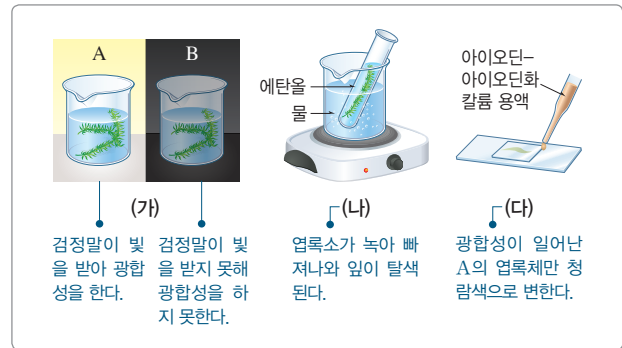 A
B
에탄올
물
아이오딘-
아이오딘화
칼륨 용액
(가)
(나)
(다)
검정말이 빛
을 받아 광합
성을 한다.
검정말이 빛
을 받지 못해
광합성을 하
지 못한다.
엽록소가 녹아 빠
져나와 잎이 탈색
된다.
광합성이 일어난
A의 엽록체만 청
람색으로 변한다.